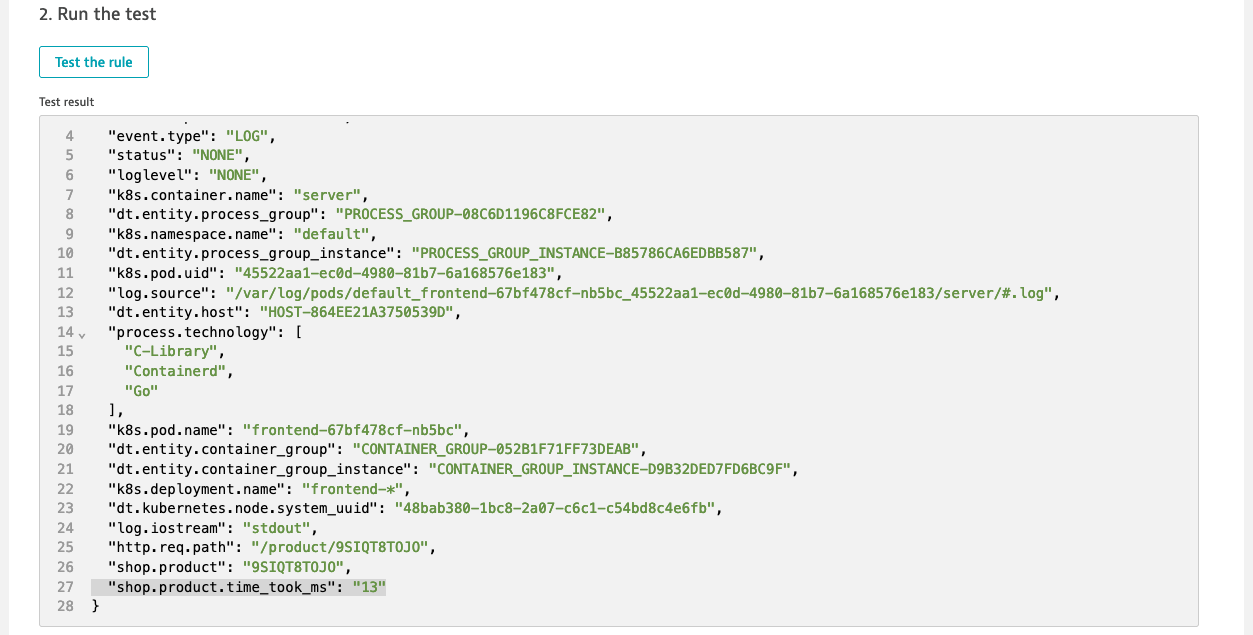 2. Run the test
Test the rule
Test result
4 "event.type": "LOG",
5 "status": "NONE",
6 "loglevel": "NONE",
7 "k8s.container.name": "server",
8 "dt.entity.process_group": "PROCESS_GROUP-08C6D1196C8FCE82",
9 "k8s.namespace.name": "default",
10 "dt.entity.process_group_instance": "PROCESS_GROUP_INSTANCE-B85786CA6EDBB587",
11 "k8s.pod.uid": "45522aa1-ec0d-4980-81b7-6a168576e183",
12 "log.source": "/var/log/pods/default_frontend-67bf478cf-nb5bc_45522aa1-ec0d-4980-81b7-6a168576e183/server/#.log",
13 "dt.entity.host": "HOST-864EE21A3750539D",
14 "process.technology": [
15 "C-Library",
16 "Containerd",
17 "Go"
18 ],
19 "k8s.pod.name": "frontend-67bf478cf-nb5bc",
20 "dt.entity.container_group": "CONTAINER_GROUP-052B1F71FF73DEAB",
21 "dt.entity.container_group_instance": "CONTAINER_GROUP_INSTANCE-D9B32DED7FD6BC9F",
22 "k8s.deployment.name": "frontend-*",
23 "dt.kubernetes.node.system_uuid": "48bab380-1bc8-2a07-c6c1-c54bd8c4e6fb",
24 "log.iostream": "stdout",
25 "http.req.path": "/product/9SIQT8TOJO",
26 "shop.product": "9SIQT8TOJO",
27 "shop.product.time_took_ms": "13"
28 }